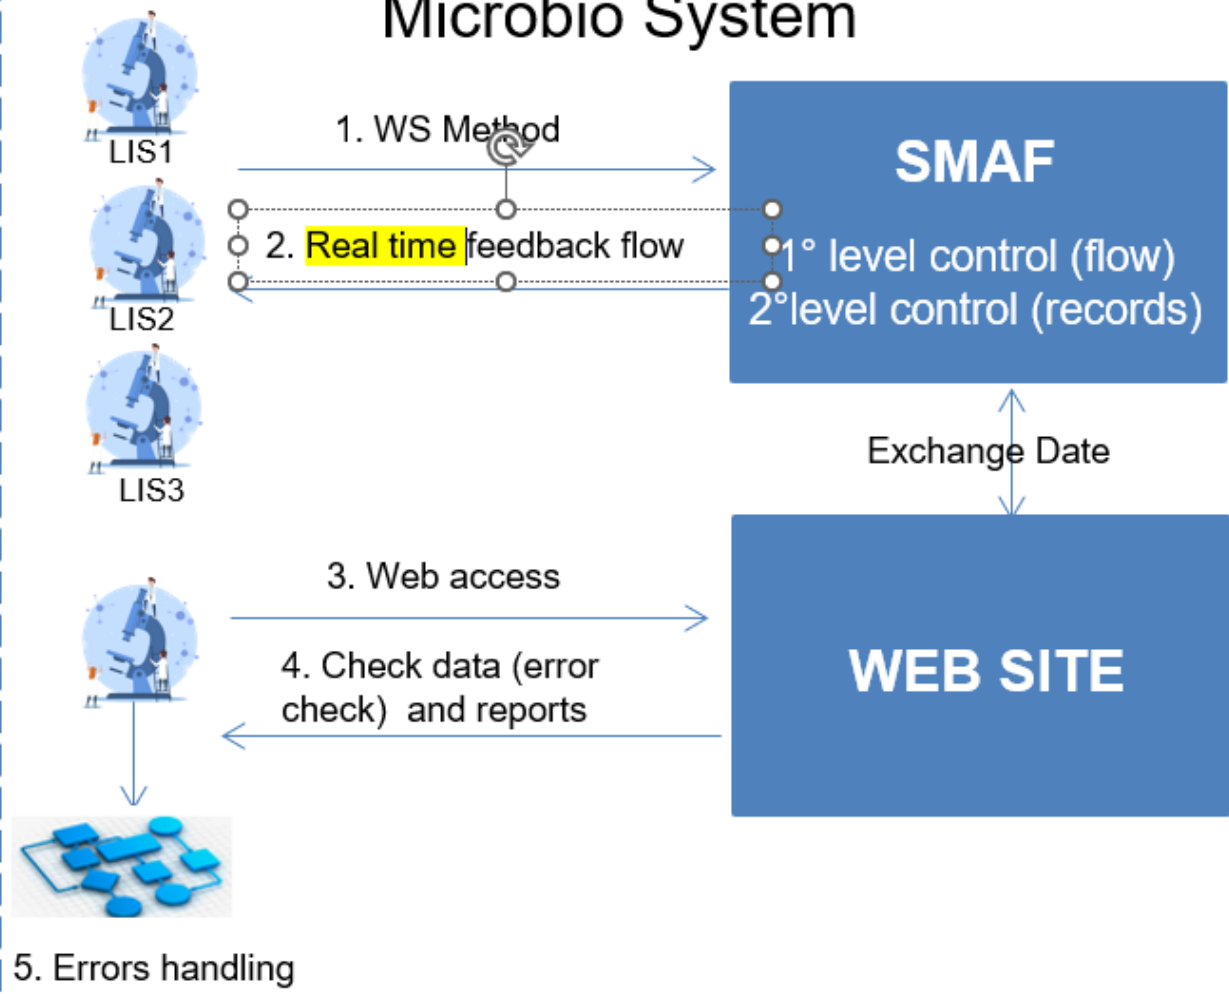 Microbio System
LIS1
1. WS Method
SMAF
2. Real time feedback flow
1° level control (flow)
2°level control (records)
LIS2
LIS3
Exchange Date
3. Web access
4. Check data (error
check)  and reports
WEB SITE
5. Errors handling